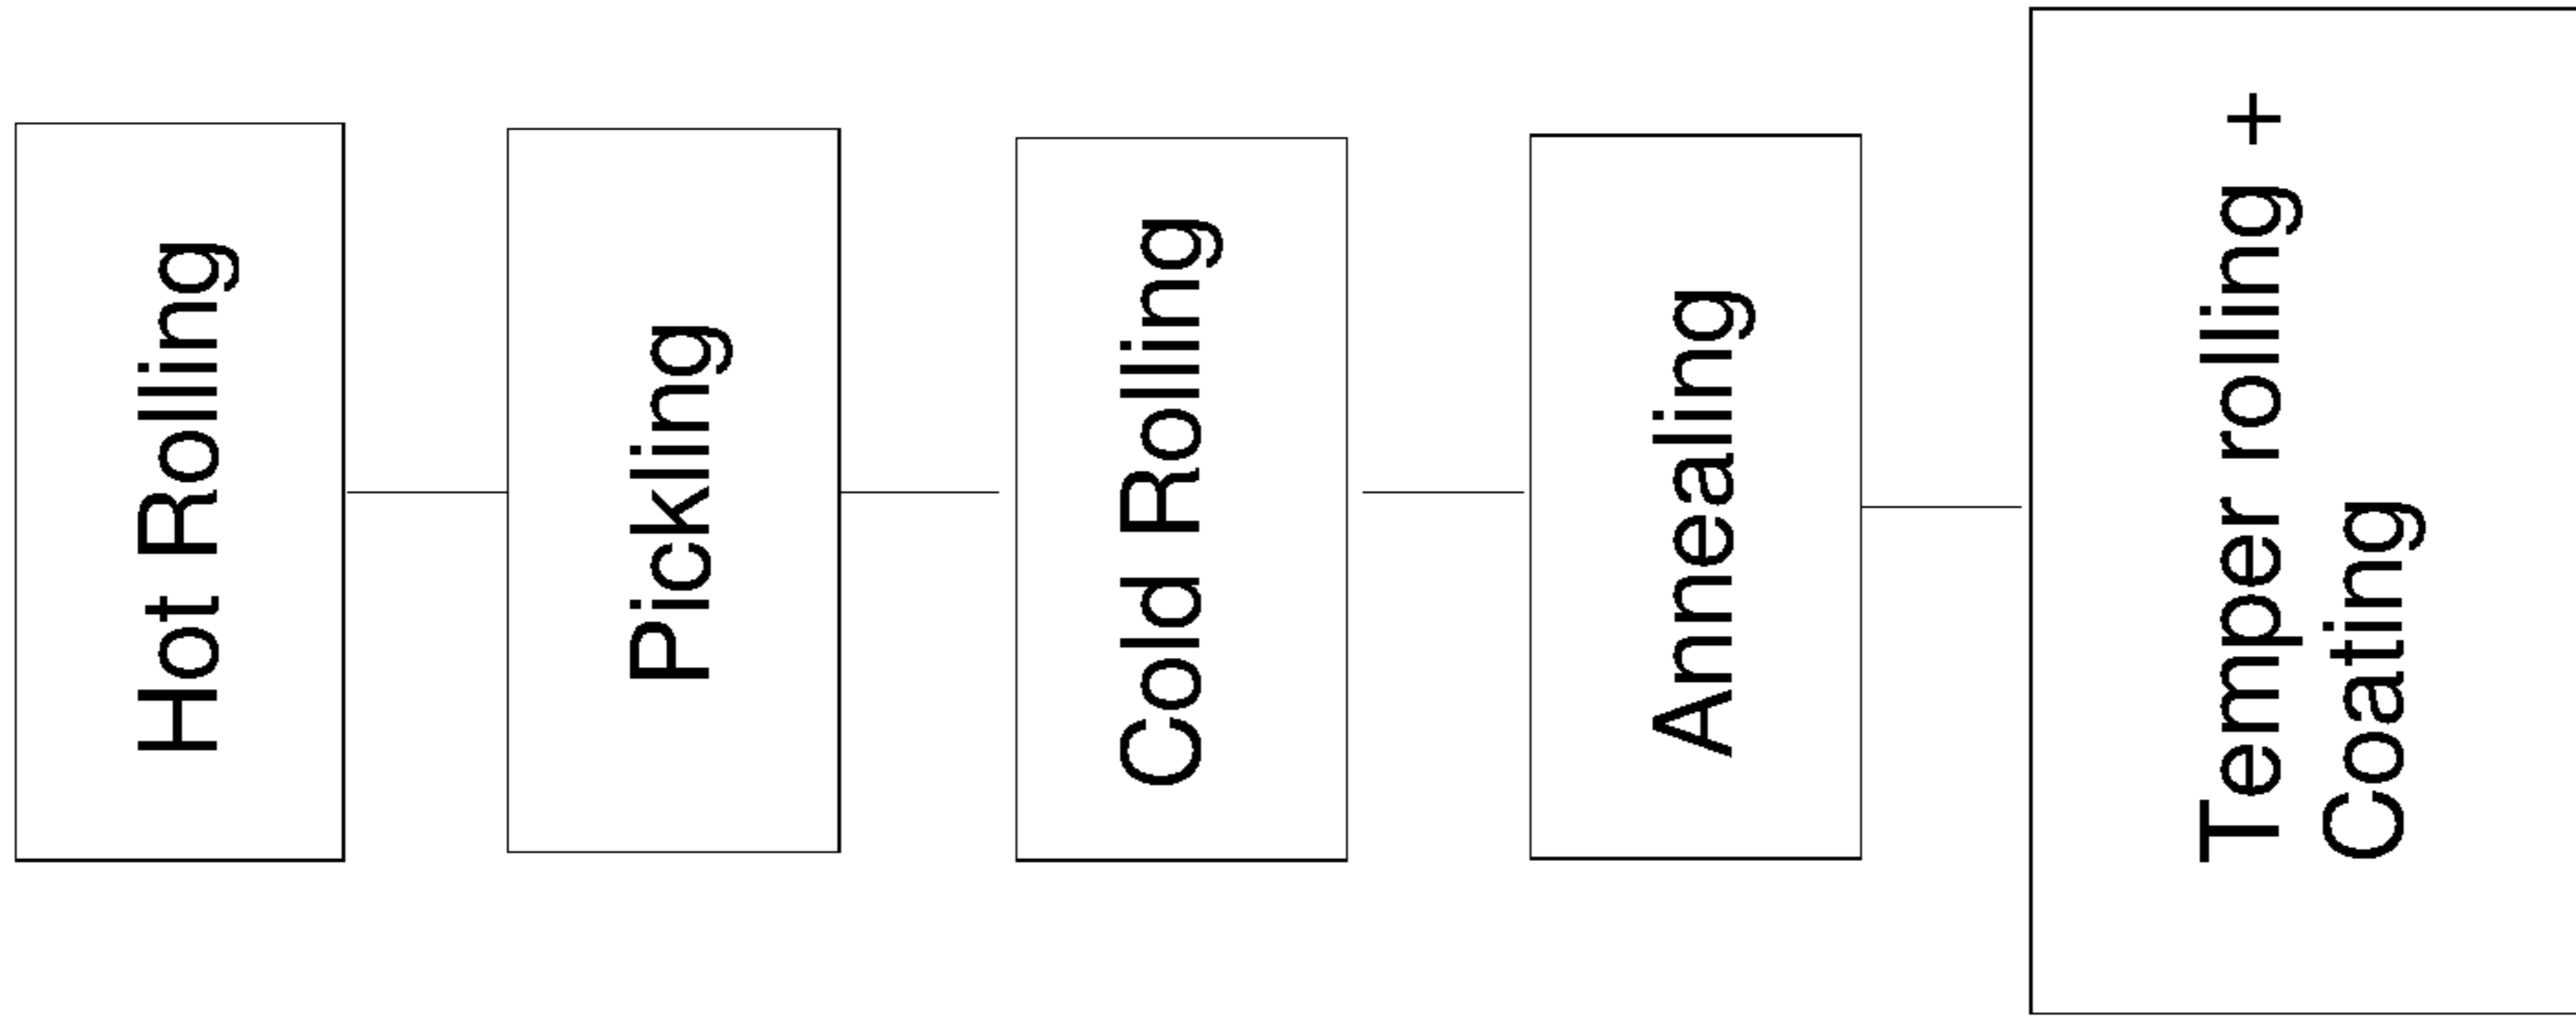 Hot Rolling
Pickling
Cold Rolling
Annealing
Temper rolling +
Coating